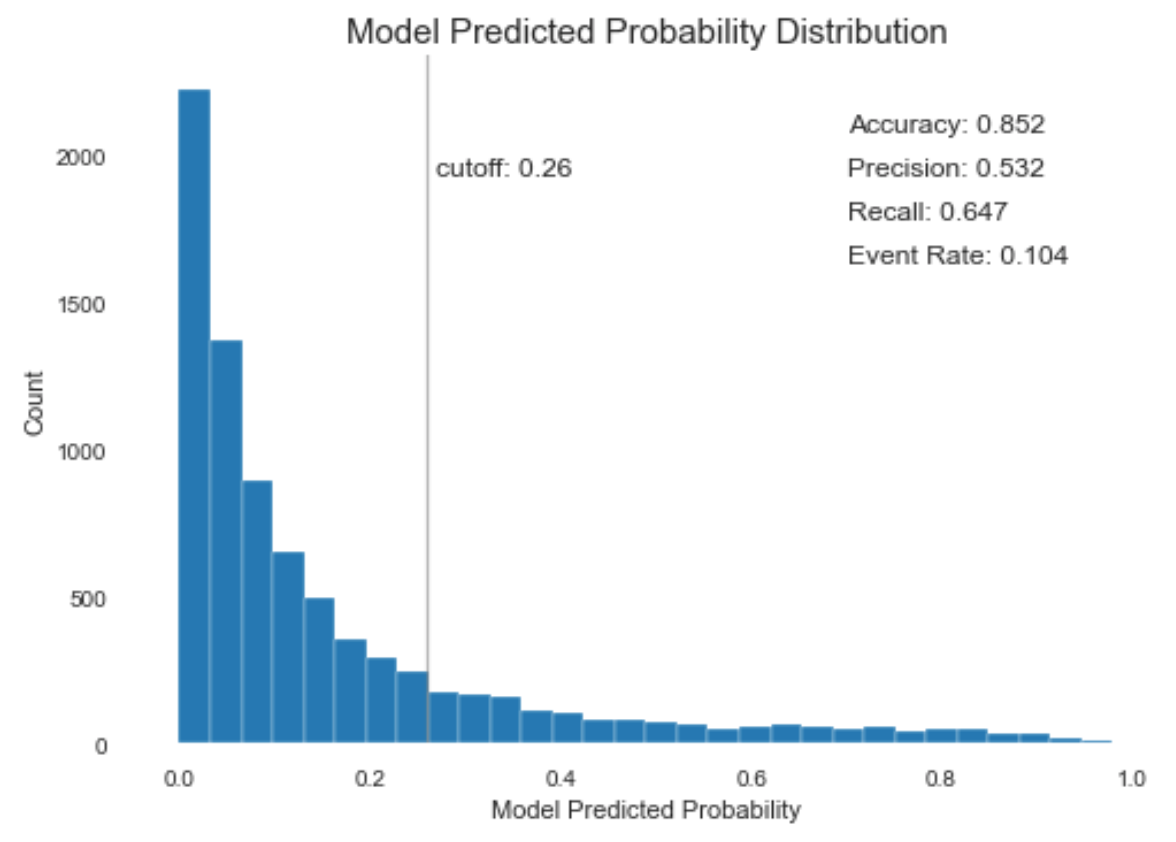 Model Predicted Probability Distribution
Accuracy: 0.852
cutoff: 0.26
Precision: 0.532
Recall: 0.647
Event Rate: 0.104
Count
2000
1500
1000
500
0
0.0 0.2 0.4 0.6 0.8 1.0
Model Predicted Probability